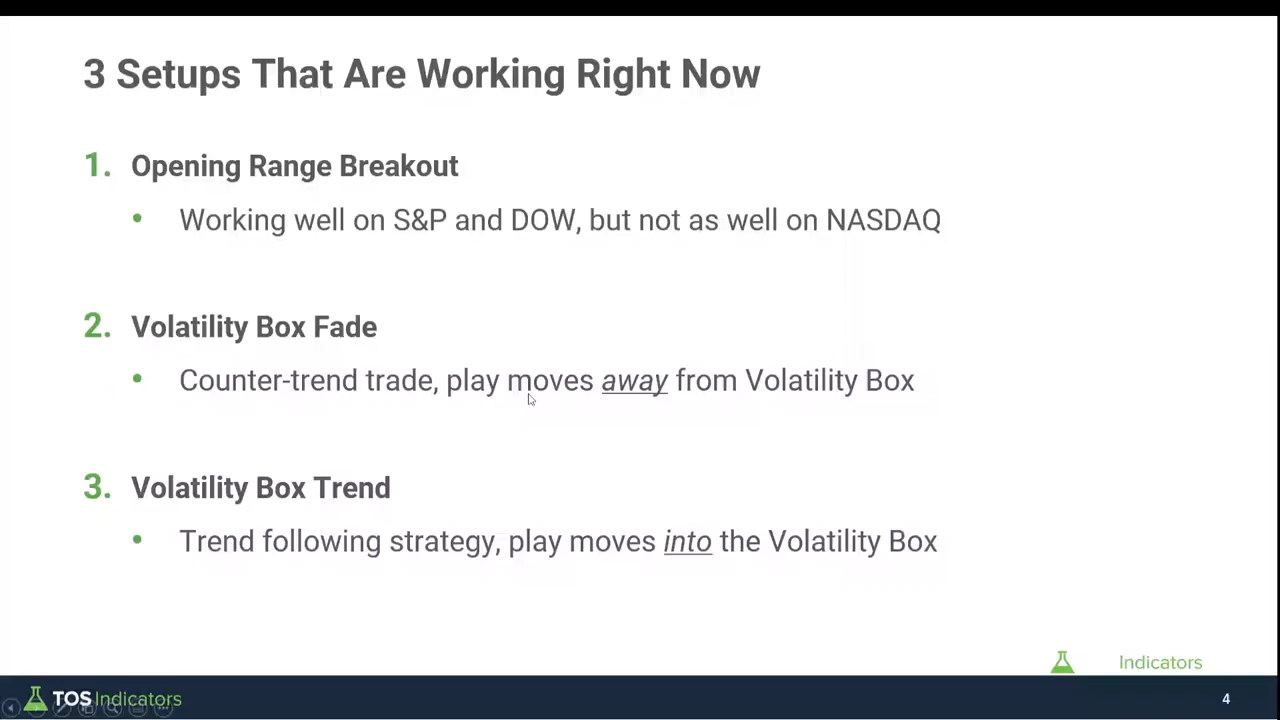 3 Setups That Are Working Right Now
1. Opening Range Breakout
• Working well on S&P and DOW, but not as well on NASDAQ
2. Volatility Box Fade
• Counter-trend trade, play moves away from Volatility Box
3. Volatility Box Trend
• Trend following strategy, play moves into the Volatility Box
Indicators
TOS Indicators
4